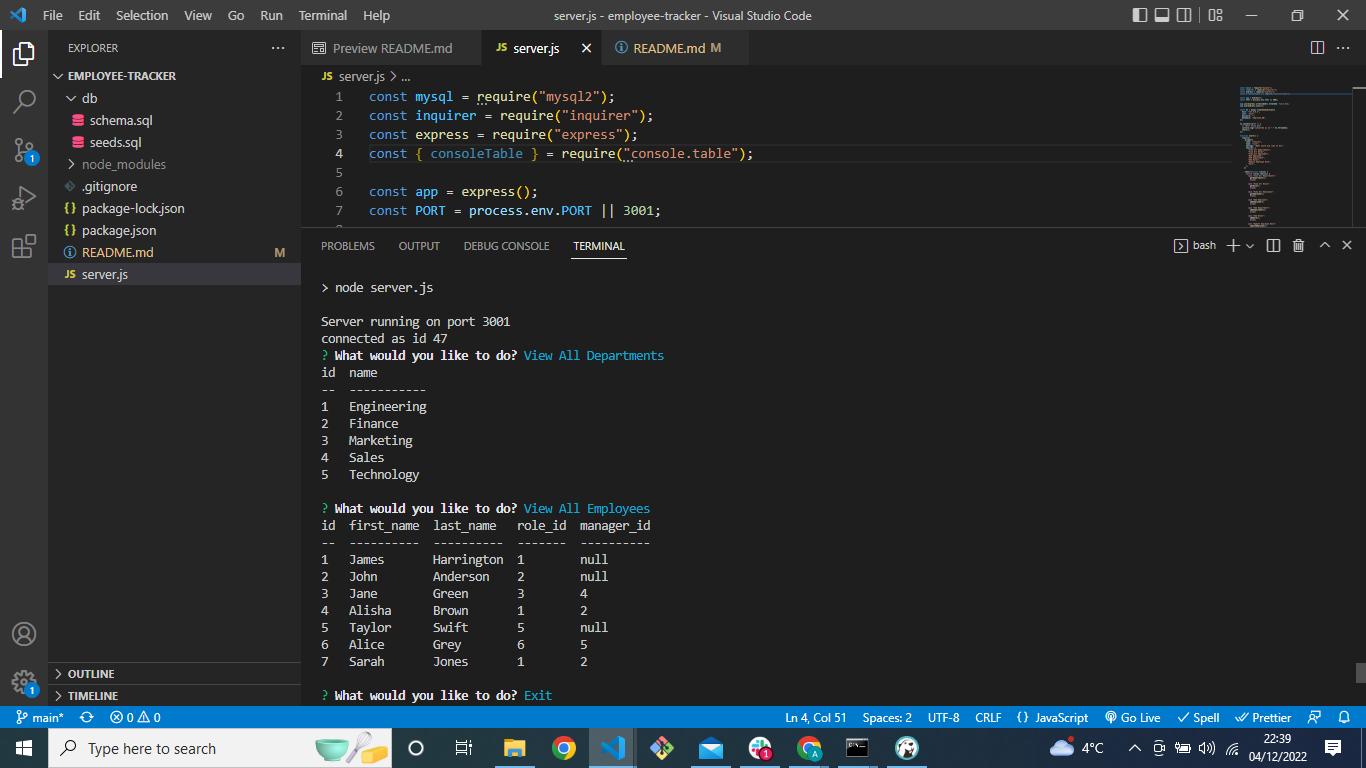 File Edit Selection View Go Run Terminal Help server.js - employee-tracker - Visual Studio Code
EXPLORER
Preview README.md
JS server.js
README.md M
EMPLOYEE-TRACKER
db
schema.sql
seeds.sql
node_modules
.gitignore
package-lock.json
package.json
README.md M
JS server.js
OUTLINE
TIMELINE
1
1
JS server.js > ...
1 const mysql = require("mysql2");
2 const inquirer = require("inquirer");
3 const express = require("express");
4 const { consoleTable } = require("console.table");
5
6 const app = express();
7 const PORT = process.env.PORT || 3001;
PROBLEMS OUTPUT DEBUG CONSOLE TERMINAL
bash
> node server.js
Server running on port 3001
connected as id 47
? What would you like to do? View All Departments
id name
-- -----------
1 Engineering
2 Finance
3 Marketing
4 Sales
5 Technology
? What would you like to do? View All Employees
id first_name last_name role_id manager_id
-- ---------- ---------- ------- ----------
1 James Harrington 1 null
2 John Anderson 2 null
3 Jane Green 3 4
4 Alisha Brown 1 2
5 Taylor Swift 5 null
6 Alice Grey 6 5
7 Sarah Jones 1 2
? What would you like to do? Exit
main* 0 0 Ln 4, Col 51 Spaces: 2 UTF-8 CRLF {} JavaScript Go Live Spell Prettier
Type here to search
1
A
4°C
22:39
04/12/2022